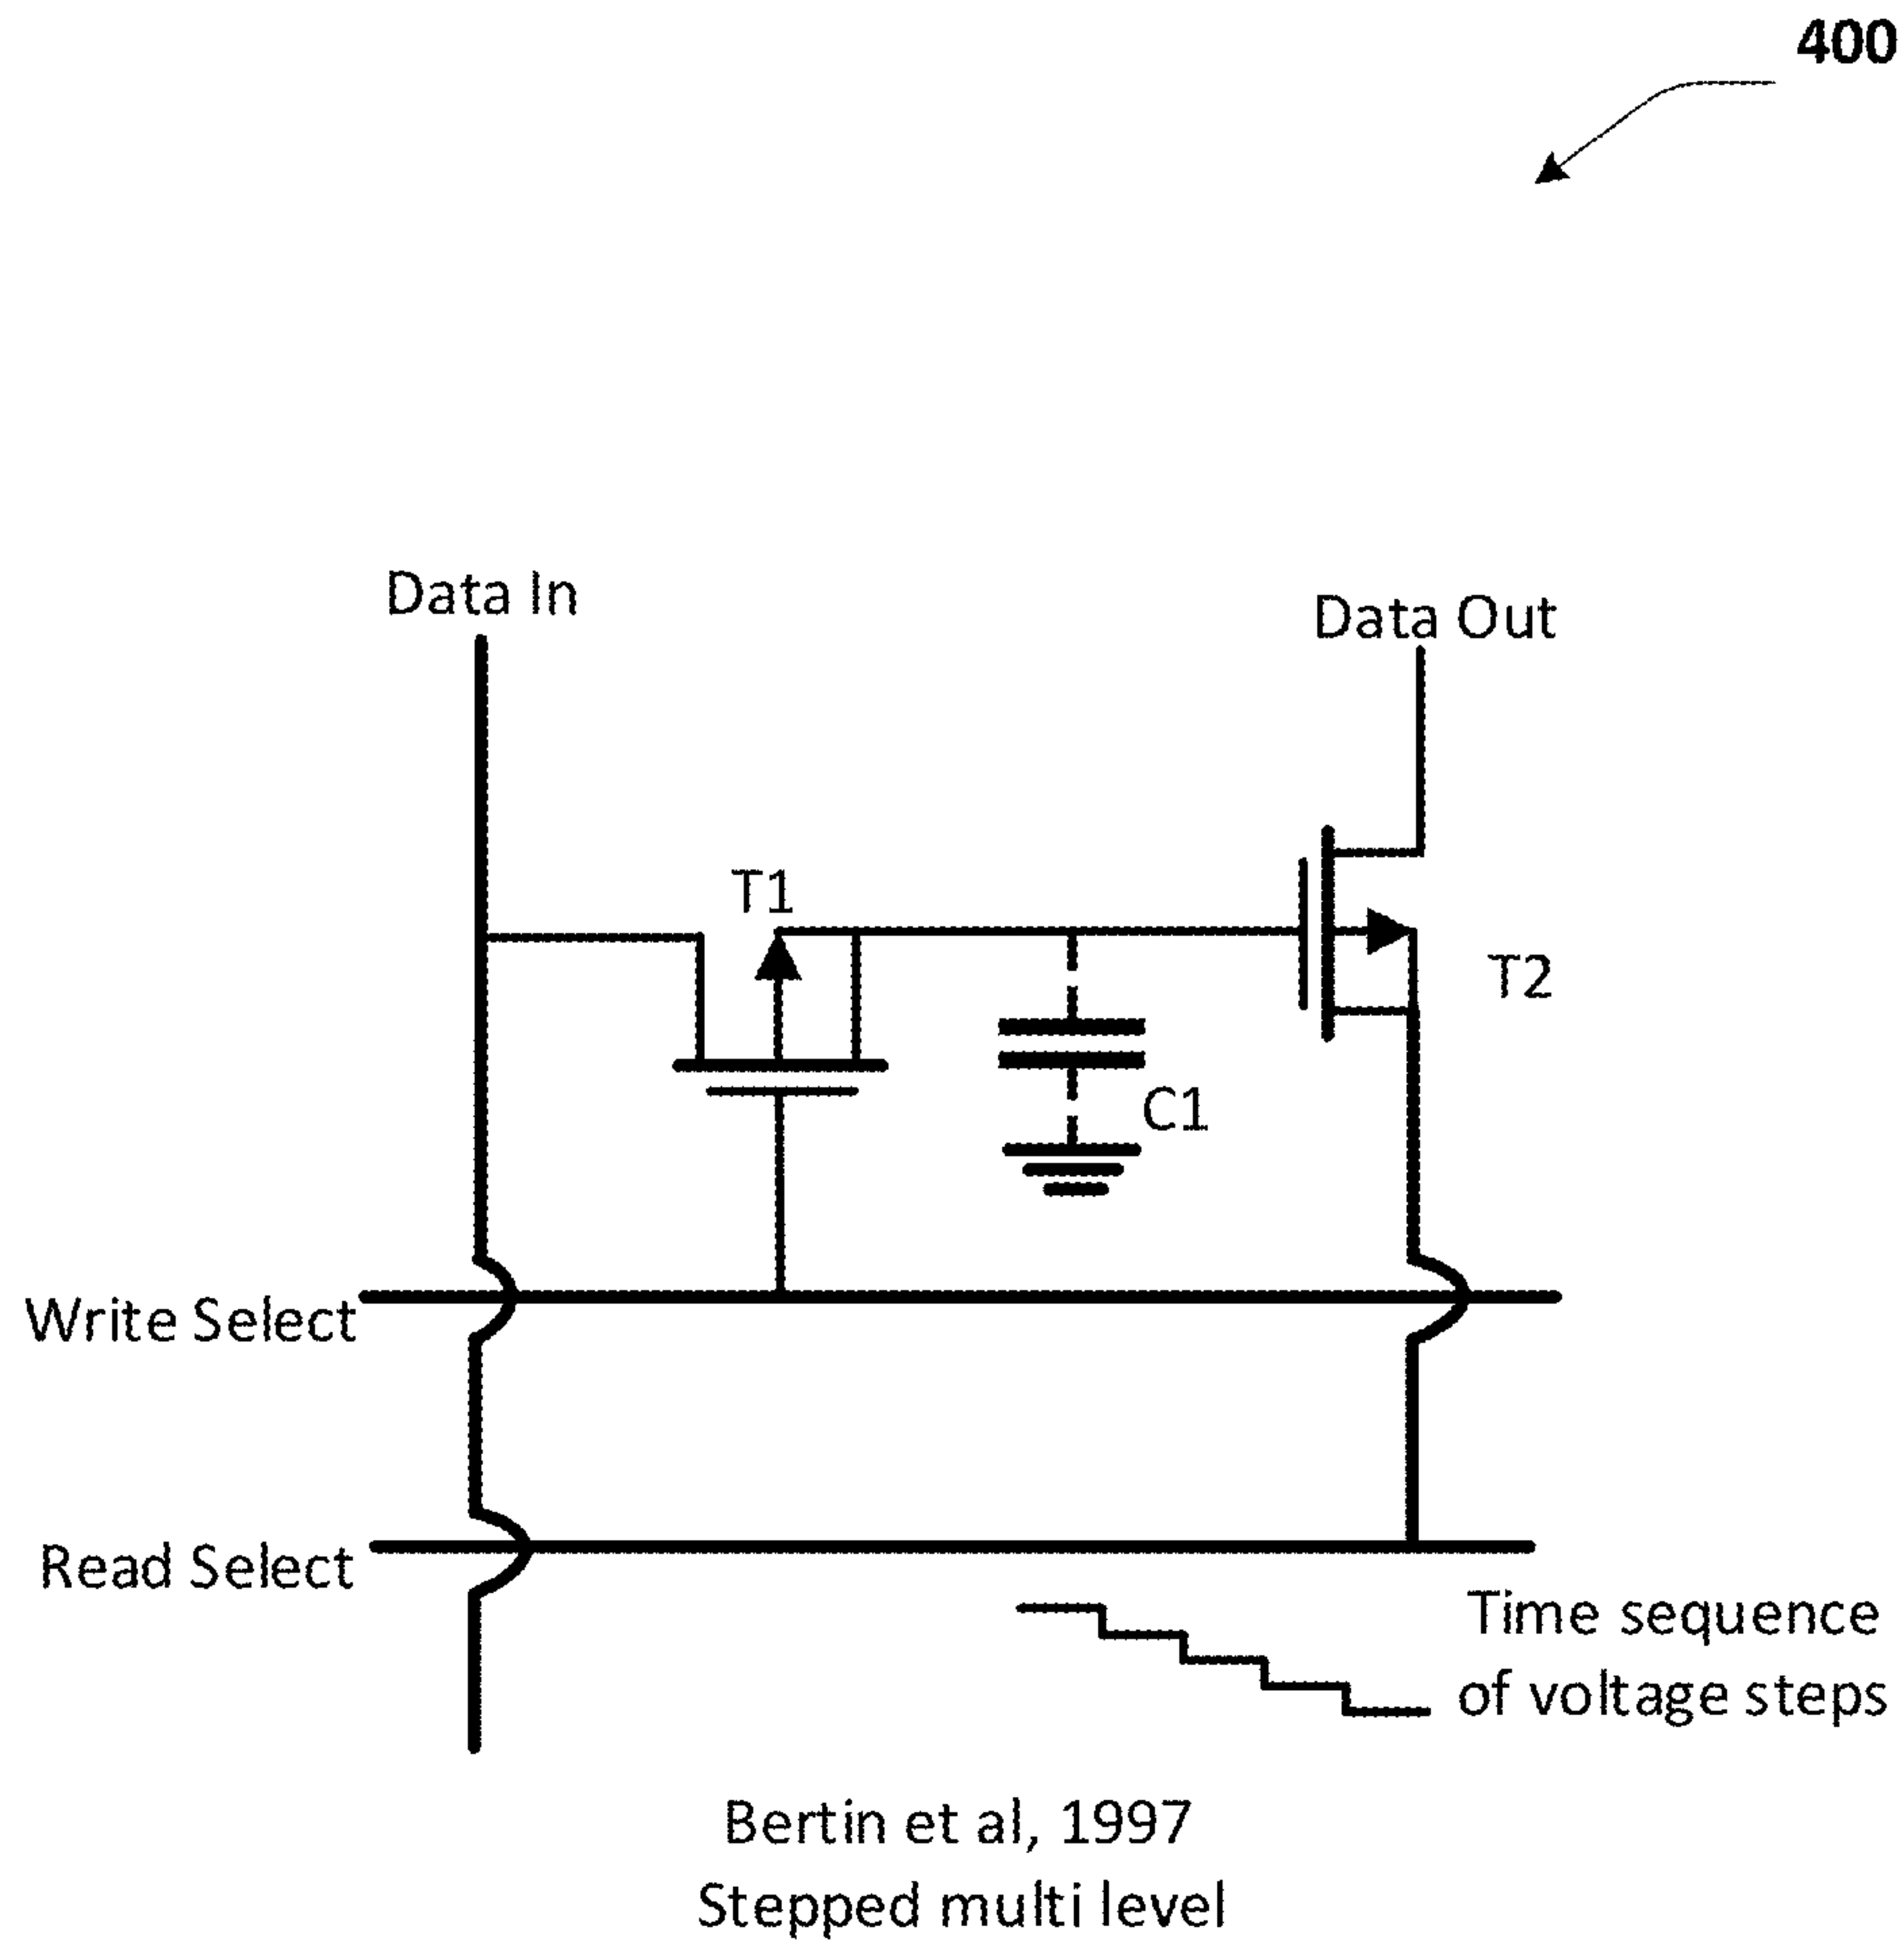 400
Data In
Data Out
T1
T2
C1
Write Select
Read Select
Time sequence
of voltage steps
Bertin et al, 1997
Stepped multi level